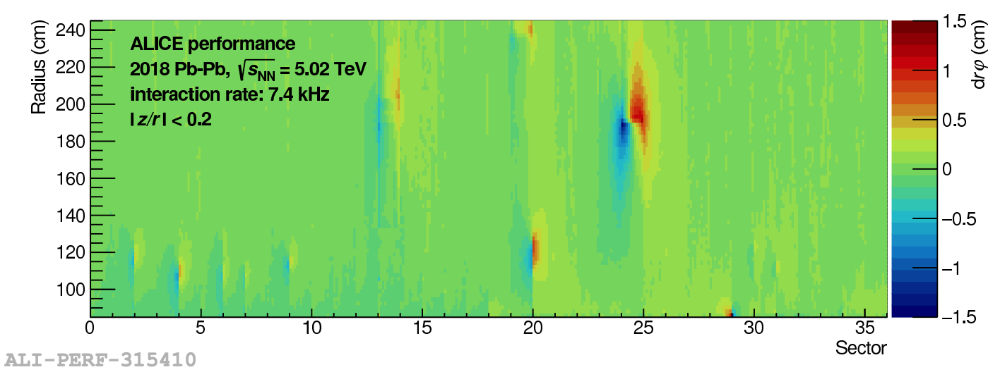 ALICE performance
2018 Pb-Pb, √sNN = 5.02 TeV
interaction rate: 7.4 kHz
|z/r| < 0.2
Radius (cm)
240
220
200
180
160
140
120
100
0 5 10 15 20 25 30 35
Sector
1.5
1
0.5
0
−0.5
−1
−1.5
drφ (cm)
ALI-PERF-315410